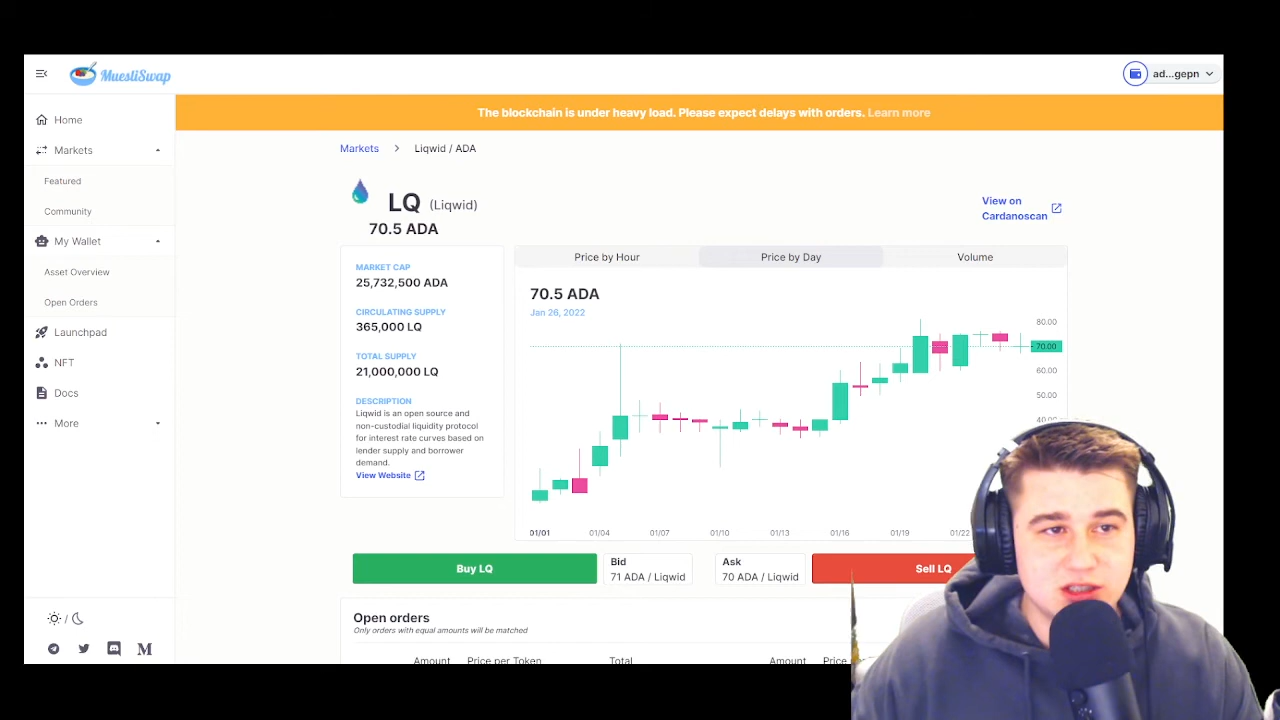 MuesliSwap
ad...gepn
The blockchain is under heavy load. Please expect delays with orders. Learn more
Home
Markets
Featured
Community
My Wallet
Asset Overview
Open Orders
Launchpad
NFT
Docs
More
Markets > Liqwid / ADA
LQ (Liqwid)
70.5 ADA
View on
Cardanoscan
MARKET CAP
25,732,500 ADA
CIRCULATING SUPPLY
365,000 LQ
TOTAL SUPPLY
21,000,000 LQ
DESCRIPTION
Liqwid is an open source and
non-custodial liquidity protocol
for interest rate curves based on
lender supply and borrower
demand.
View Website
Price by Hour
Price by Day
Volume
70.5 ADA
Jan 26, 2022
80.00
70.00
60.00
50.00
40.00
01/01 01/04 01/07 01/10 01/13 01/16 01/19 01/22
Buy LQ
Bid
71 ADA / Liqwid
Ask
70 ADA / Liqwid
Sell LQ
Open orders
Only orders with equal amounts will be matched
Amount Price per Token Total Amount
/
M